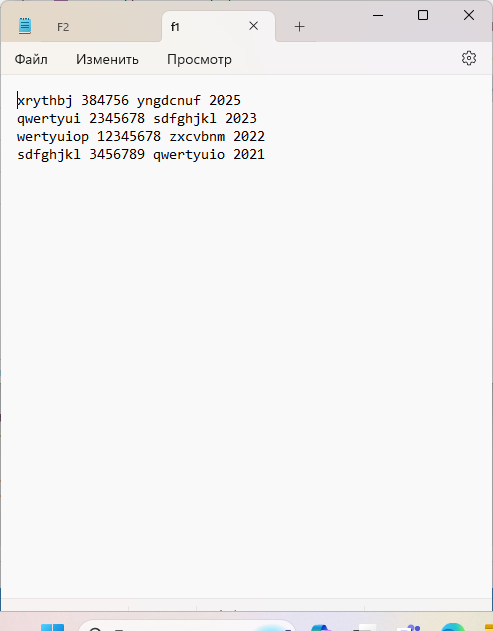 F2
f1
Файл Изменить Просмотр
xrythbj 384756 yngdcnuf 2025
qwertyui 2345678 sdfghjkl 2023
wertyuiop 12345678 zxcvbnm 2022
sdfghjkl 3456789 qwertyuio 2021